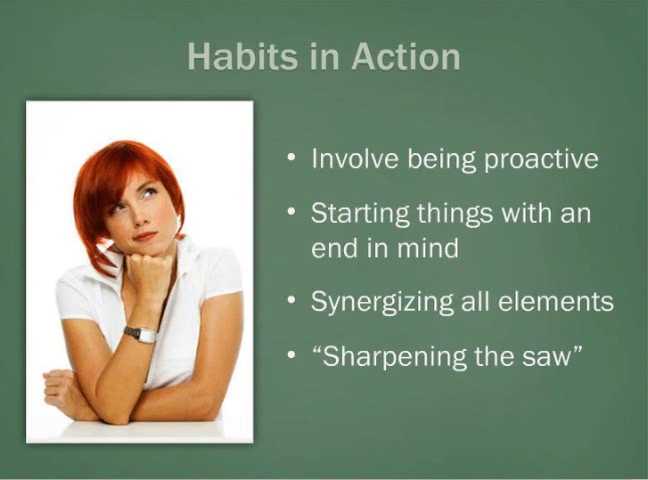 Habits in Action
• Involve being proactive
• Starting things with an
end in mind
• Synergizing all elements
• “Sharpening the saw”